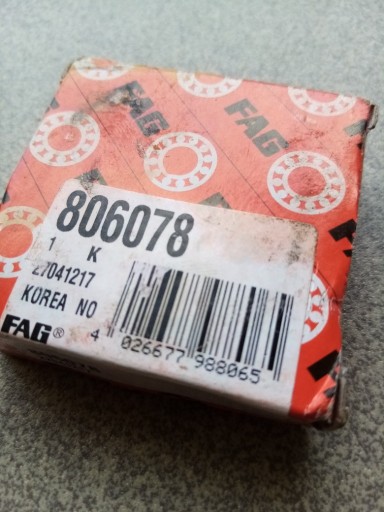 FAG
FAG
806078
1 K
27041217
KOREA NO
FAG®
4 026677 988065